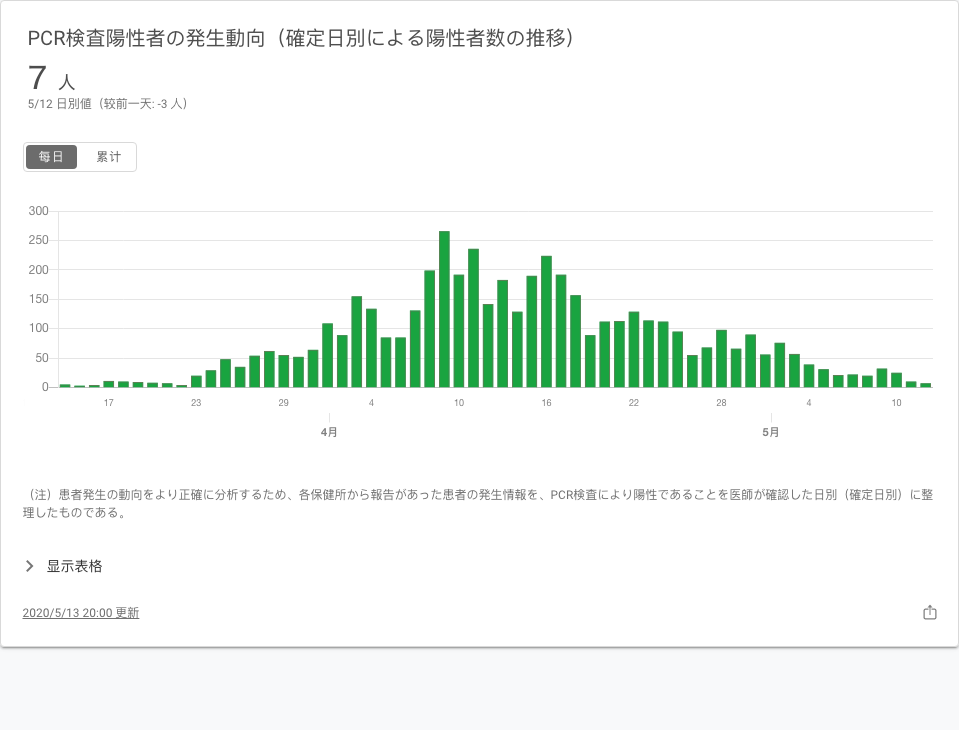 PCR検査陽性者の発生動向（確定日別による陽性者数の推移）
7 人
5/12 日別値（较前一天: -3 人）
每日 累计
300
250
200
150
100
50
0
17 23 29 4 10 16 22 28 4 10
4月 5月
（注）患者発生の動向をより正確に分析するため、各保健所から報告があった患者の発生情報を、PCR検査により陽性であることを医師が確認した日別（確定日別）に整
理したものである。
显示表格
2020/5/13 20:00 更新